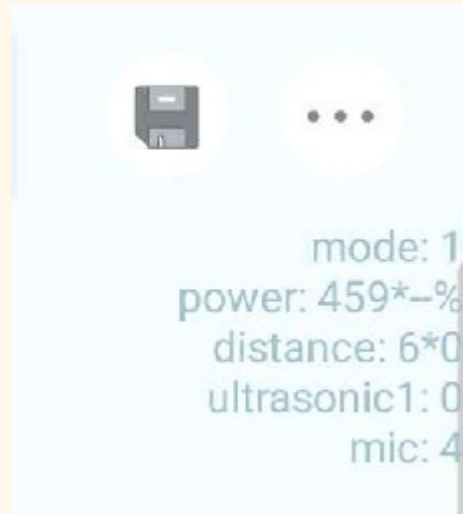 mode: 1
power: 459*–%
distance: 6*0
ultrasonic1: 0
mic: 4